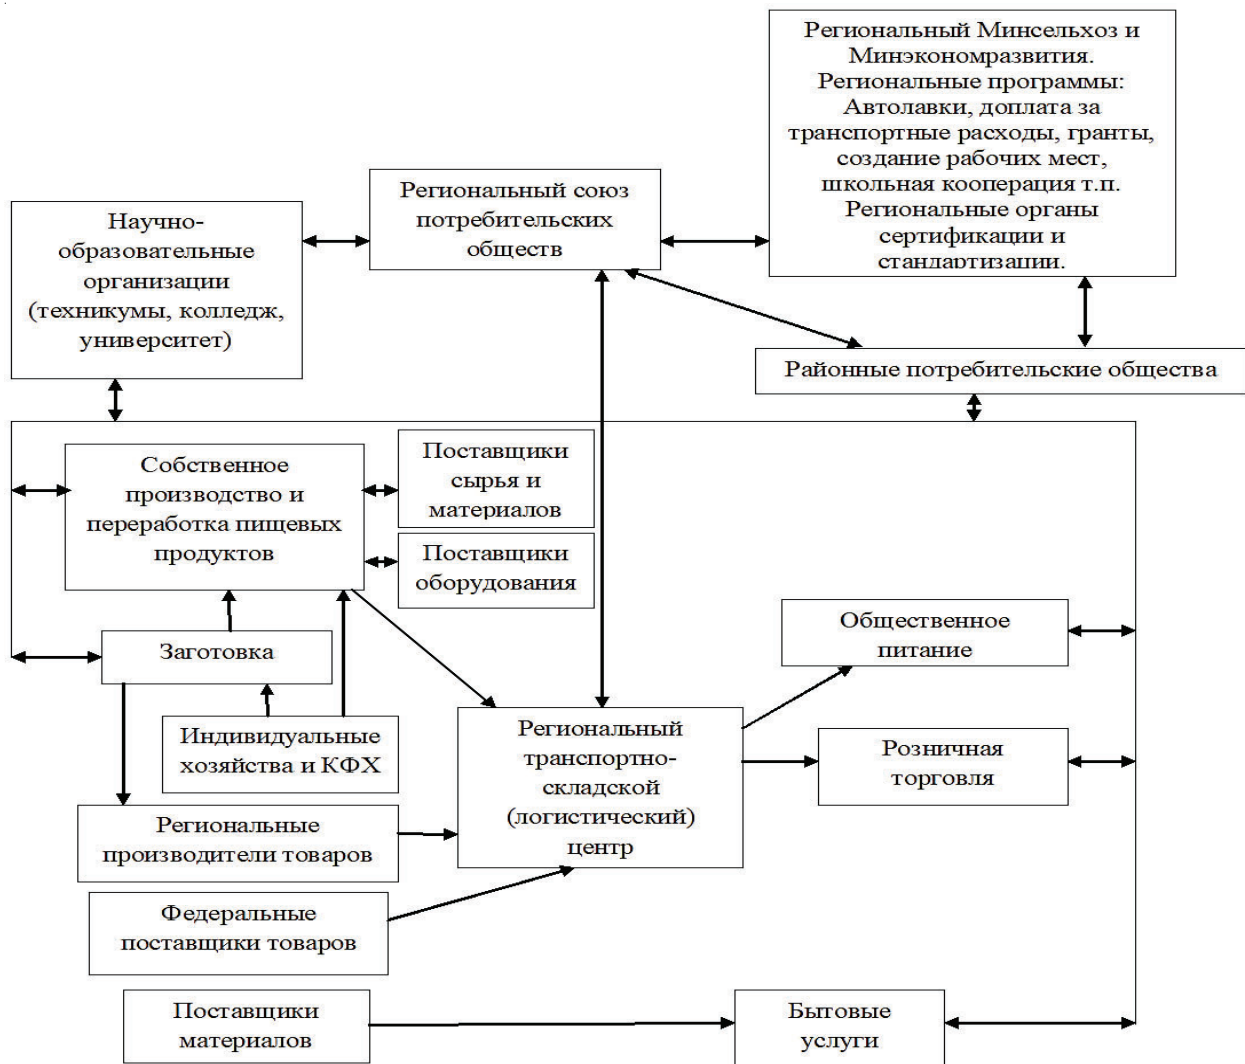 Региональный Минсельхоз и
Минэкономразвития.
Региональные программы:
Автолавки, доплата за
транспортные расходы, гранты,
создание рабочих мест,
школьная кооперация т.п.
Региональные органы
сертификации и
стандартизации.
Региональный союз
потребительских
обществ
Научно-
образовательные
организации
(техникумы, колледж,
университет)
Районные потребительские общества
Собственное
производство и
переработка пищевых
продуктов
Поставщики
сырья и
материалов
Поставщики
оборудования
Заготовка
Общественное
питание
Индивидуальные
хозяйства и КФХ
Региональный
транспортно-
складской
(логистический)
центр
Розничная
торговля
Региональные
производители товаров
Федеральные
поставщики товаров
Поставщики
материалов
Бытовые
услуги